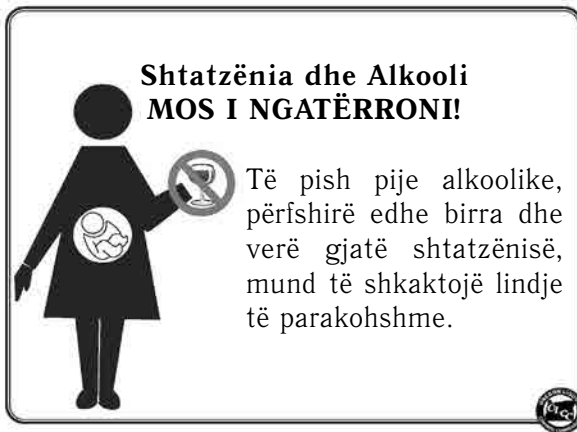 Shtatzënia dhe Alkooli
MOS I NGATËRRONI!
Të pish pije alkoolike,
përfshirë edhe birra dhe
verë gjatë shtatzënisë,
mund të shkaktojë lindje
të parakohshme.